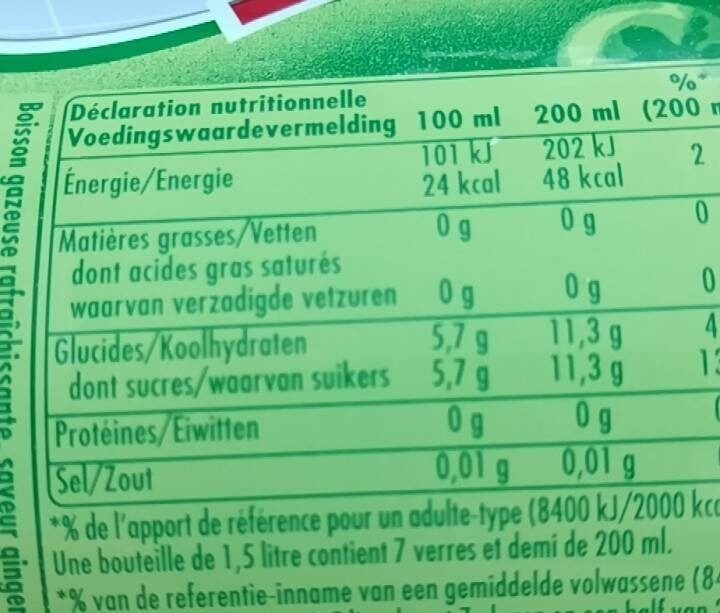 %*
Déclaration nutritionnelle
Voedingswaardevermelding 100 ml 200 ml (200
101 kJ 202 kJ 2
Énergie/Energie 24 kcal 48 kcal
Matières grasses/Vetten 0 g 0 g 0
dont acides gras saturés
waarvan verzadigde vetzuren 0 g 0 g 0
Glucides/Koolhydraten 5,7 g 11,3 g 4
dont sucres/waarvan suikers 5,7 g 11,3 g
Protéines/Eiwitten 0 g 0 g
Sel/Zout 0,01 g 0,01 g
*% de l'apport de référence pour un adulte-type (8400 kJ/2000
Une bouteille de 1,5 litre contient 7 verres et demi de 200 ml.
*% van de referentie-inname van een gemiddelde volwassene
Boisson gazeuse rafraîchissante, saveur ginger